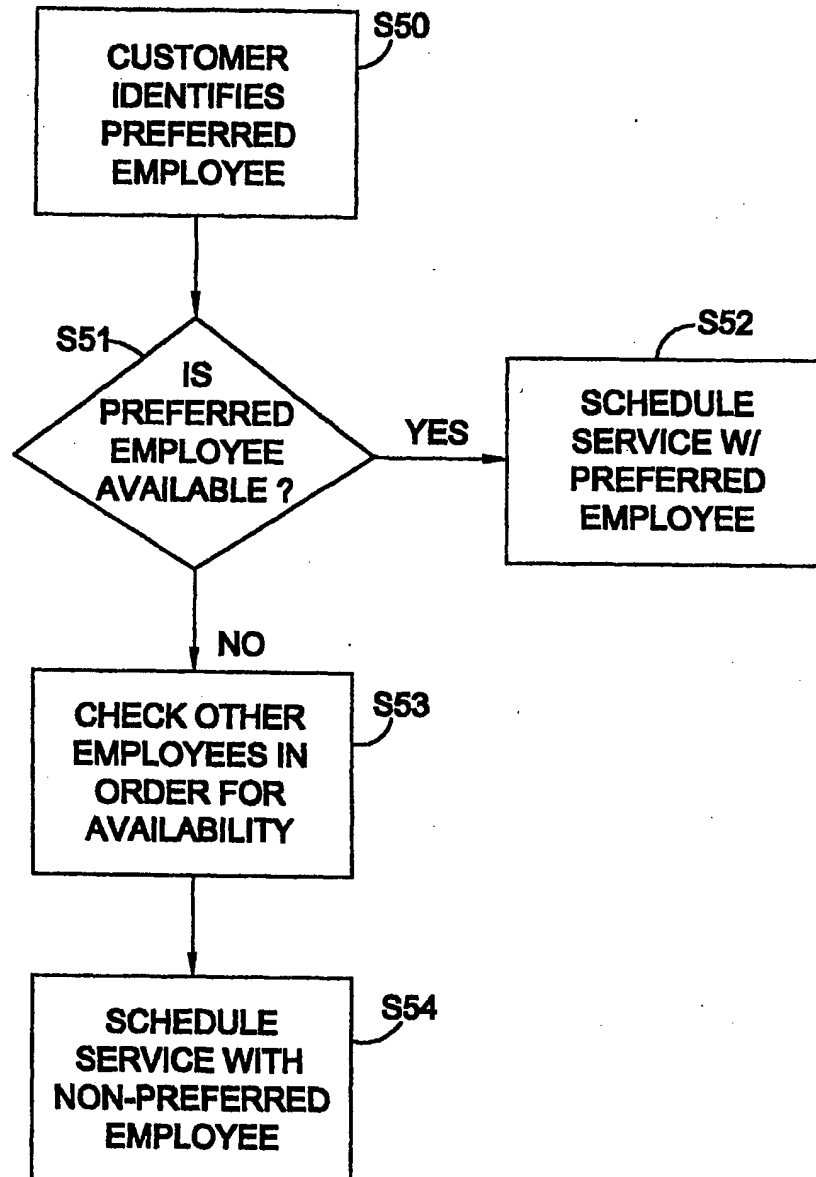 S50
CUSTOMER
IDENTIFIES
PREFERRED
EMPLOYEE
S51
IS
PREFERRED
EMPLOYEE
AVAILABLE ?
YES
S52
SCHEDULE
SERVICE W/
PREFERRED
EMPLOYEE
NO
S53
CHECK OTHER
EMPLOYEES IN
ORDER FOR
AVAILABILITY
S54
SCHEDULE
SERVICE WITH
NON-PREFERRED
EMPLOYEE